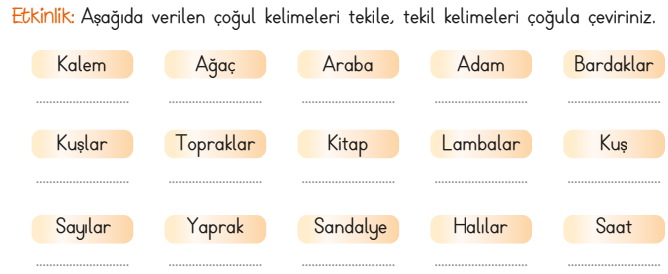 Etkinlik: Aşağıda verilen çoğul kelimeleri tekile, tekil kelimeleri çoğula çeviriniz.
Kalem Ağaç Araba Adam Bardaklar
Kuşlar Topraklar Kitap Lambalar Kuş
Sayılar Yaprak Sandalye Halılar Saat